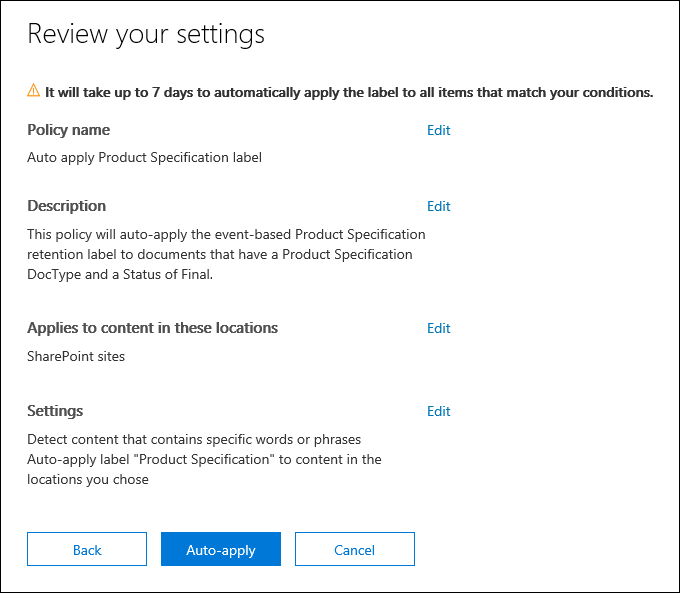 Review your settings
It will take up to 7 days to automatically apply the label to all items that match your conditions.
Policy name Edit
Auto apply Product Specification label
Description Edit
This policy will auto-apply the event-based Product Specification
retention label to documents that have a Product Specification
DocType and a Status of Final.
Applies to content in these locations Edit
SharePoint sites
Settings Edit
Detect content that contains specific words or phrases
Auto-apply label "Product Specification" to content in the
locations you chose
Back Auto-apply Cancel